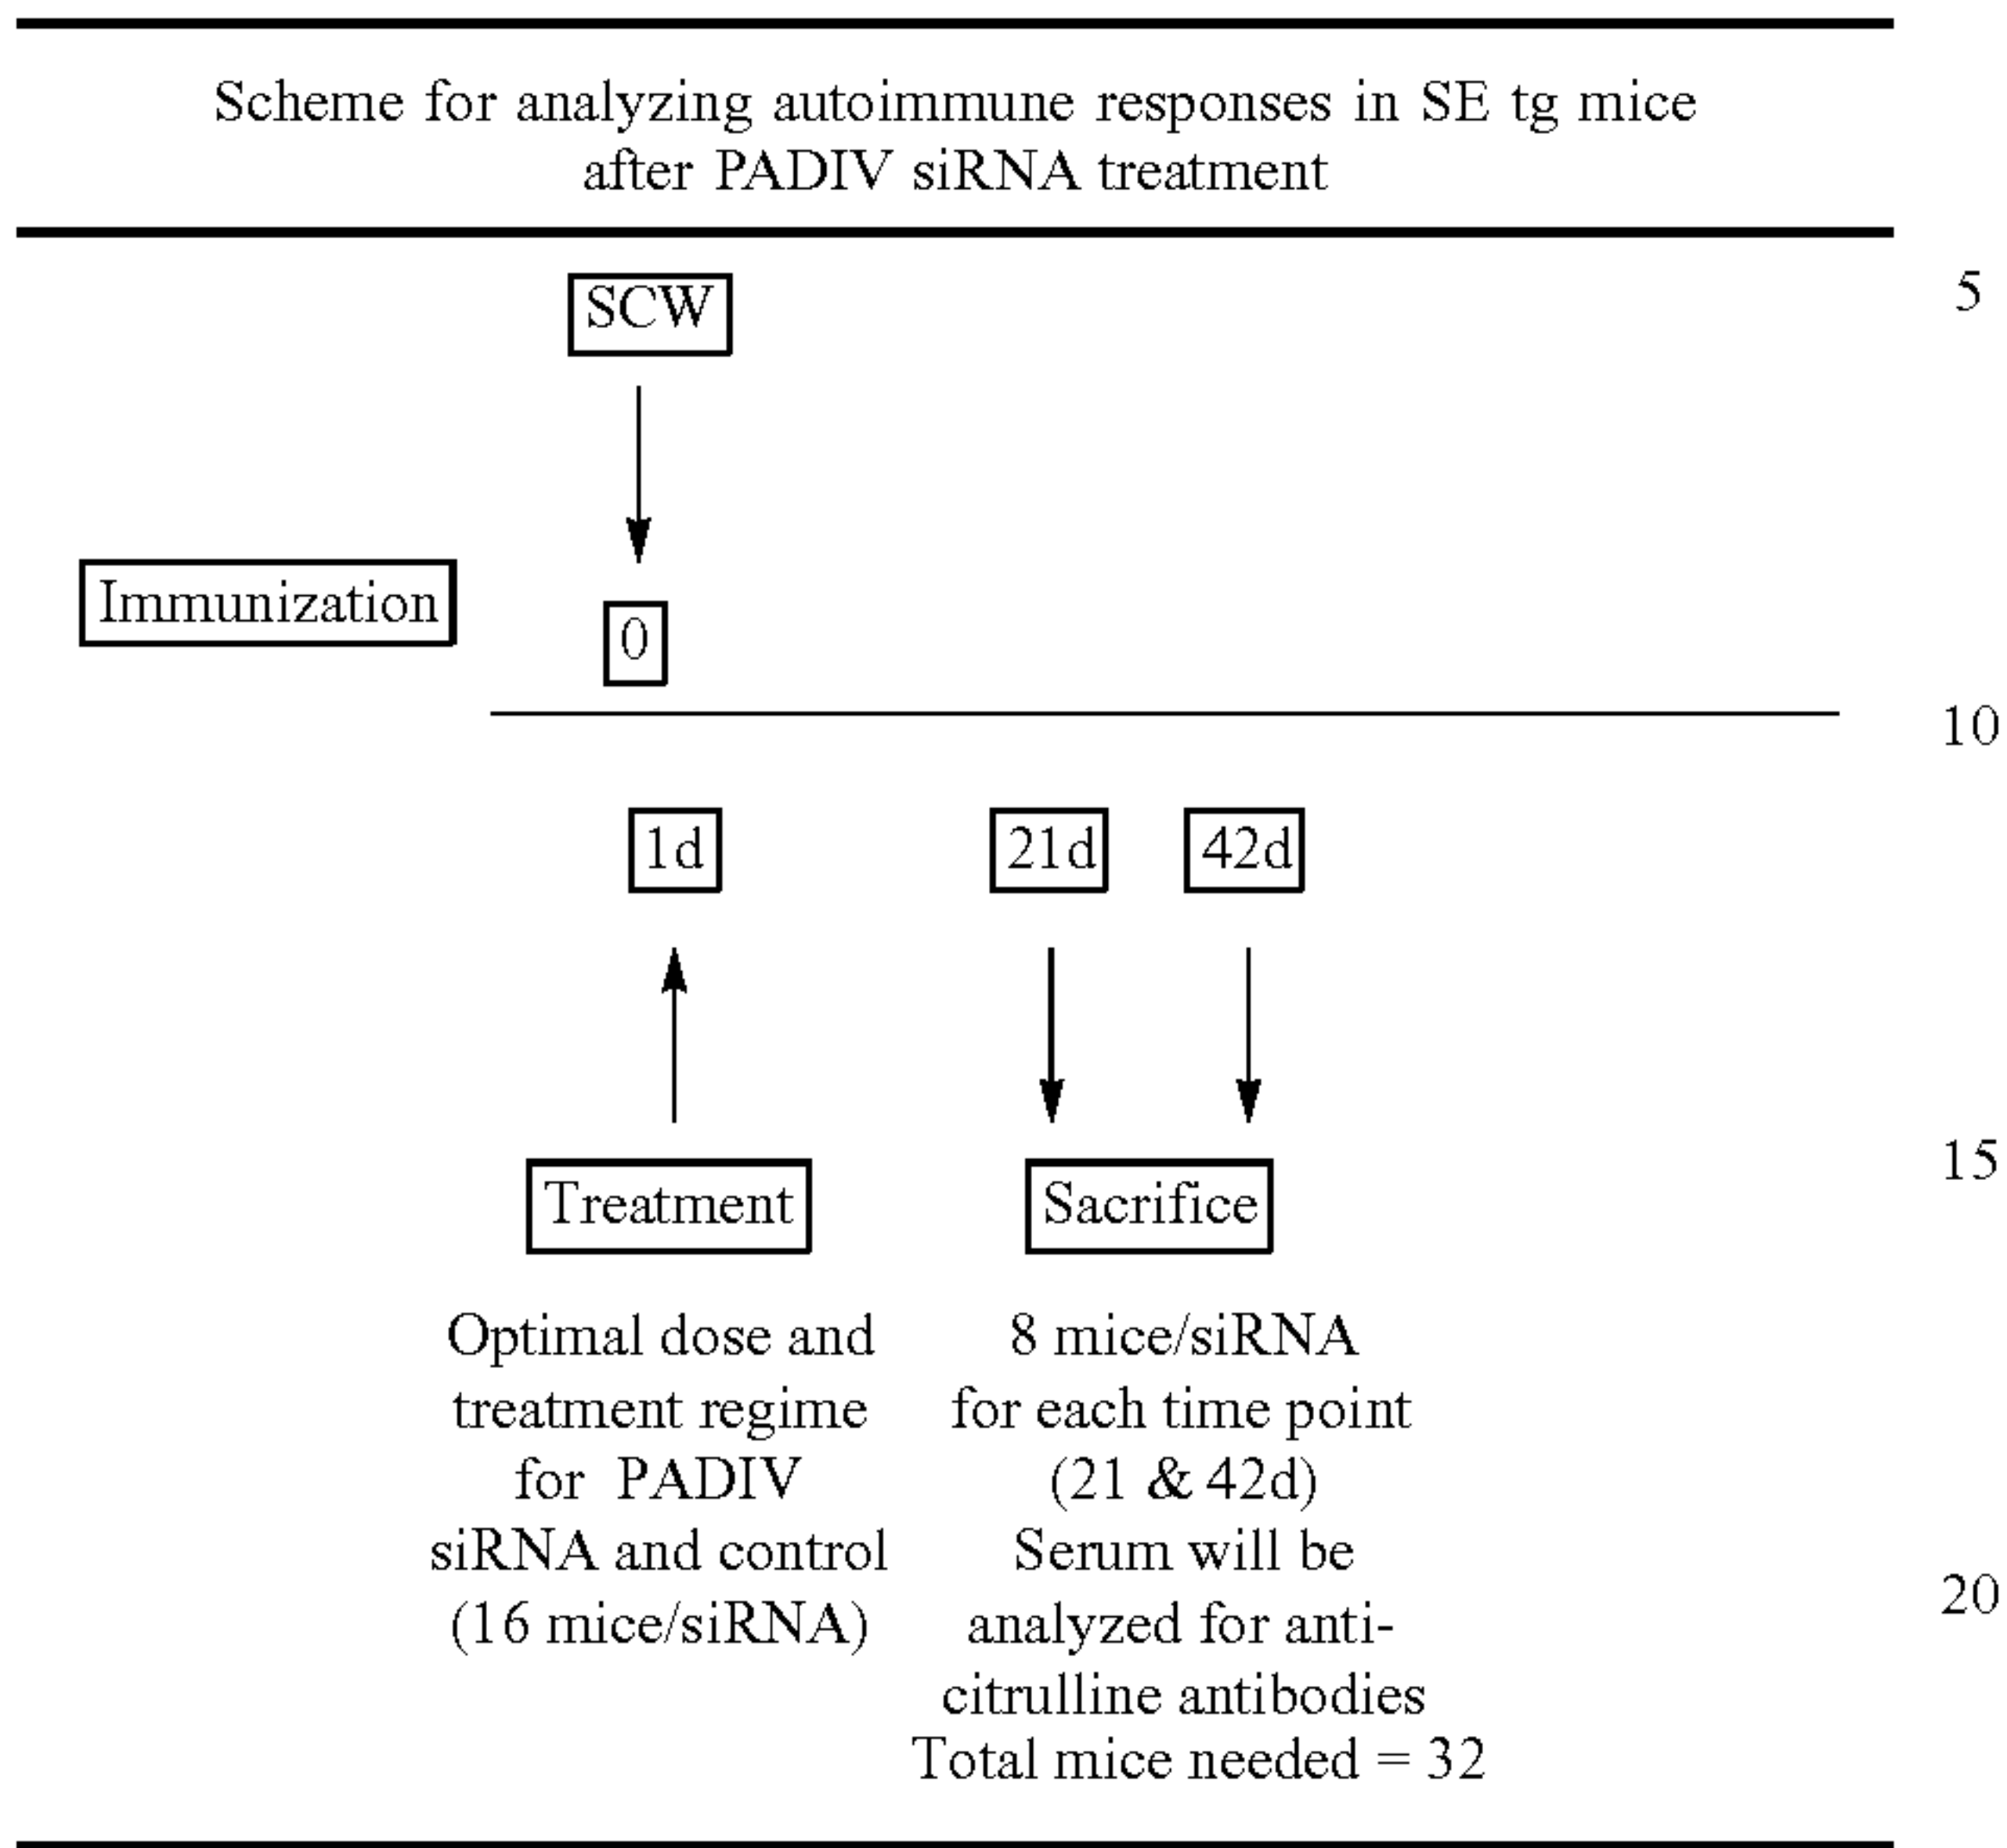 Scheme for analyzing autoimmune responses in SE tg mice
after PADIV siRNA treatment
SCW
5
Immunization
0
10
1d
21d
42d
15
Treatment
Sacrifice
Optimal dose and
treatment regime
for PADIV
siRNA and control
(16 mice/siRNA)
8 mice/siRNA
for each time point
(21 & 42d)
Serum will be
analyzed for anti-
citrulline antibodies
Total mice needed = 32
20